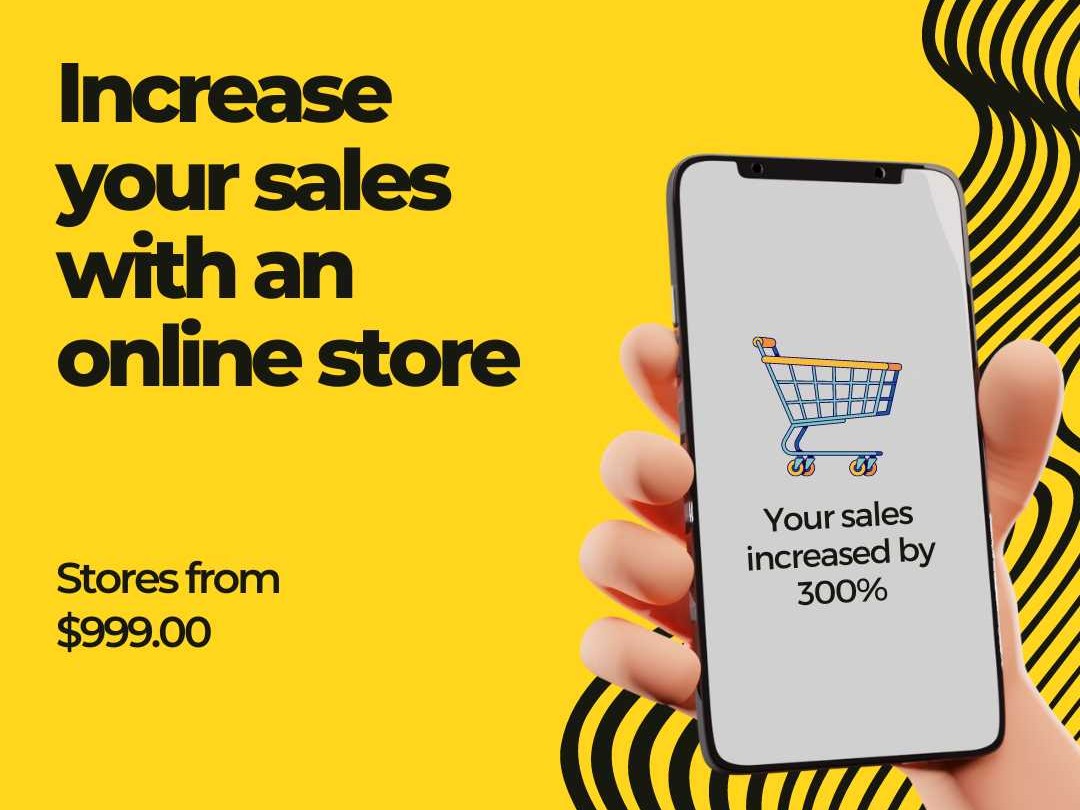 Increase
your sales
with an
online store
Stores from
$999.00
Your sales
increased by
300%